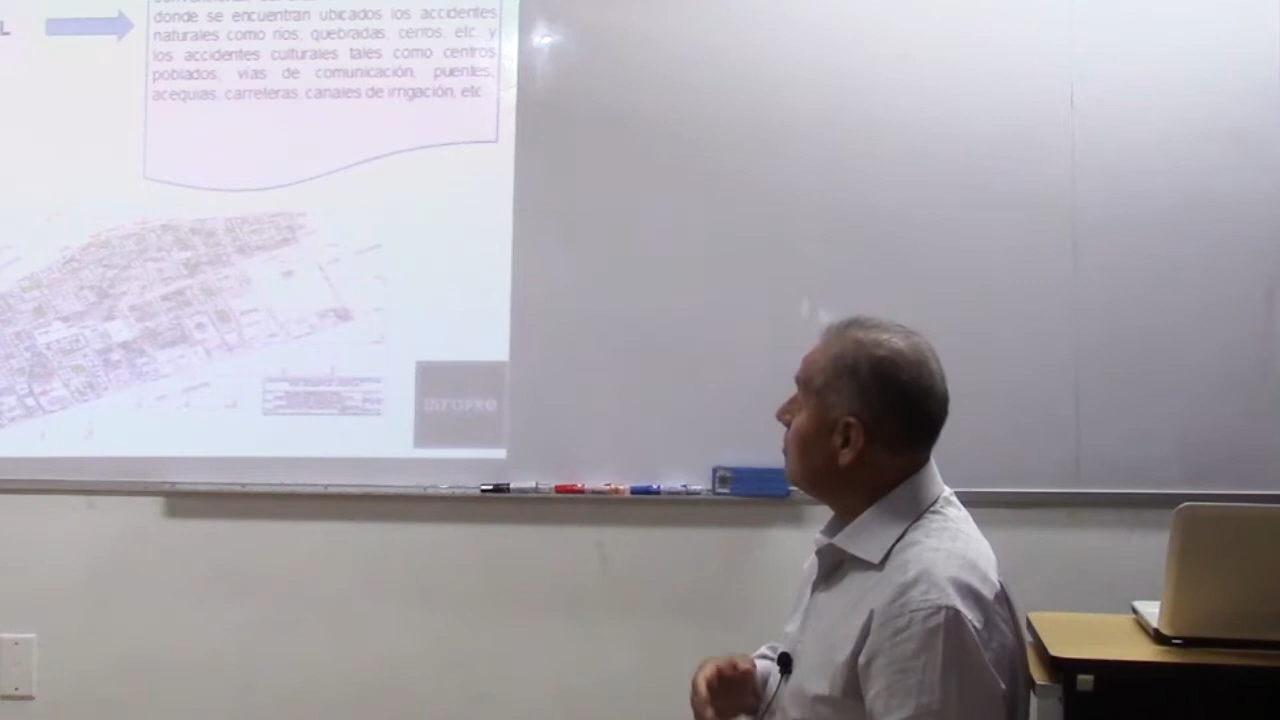 L
donde se encuentran ubicados los accidentes
naturales como rios, quebradas, cerros, etc. y
los accidentes culturales tales como centros
poblados, vías de comunicación, puentes,
acequias, carreteras, canales de irrigación, etc.